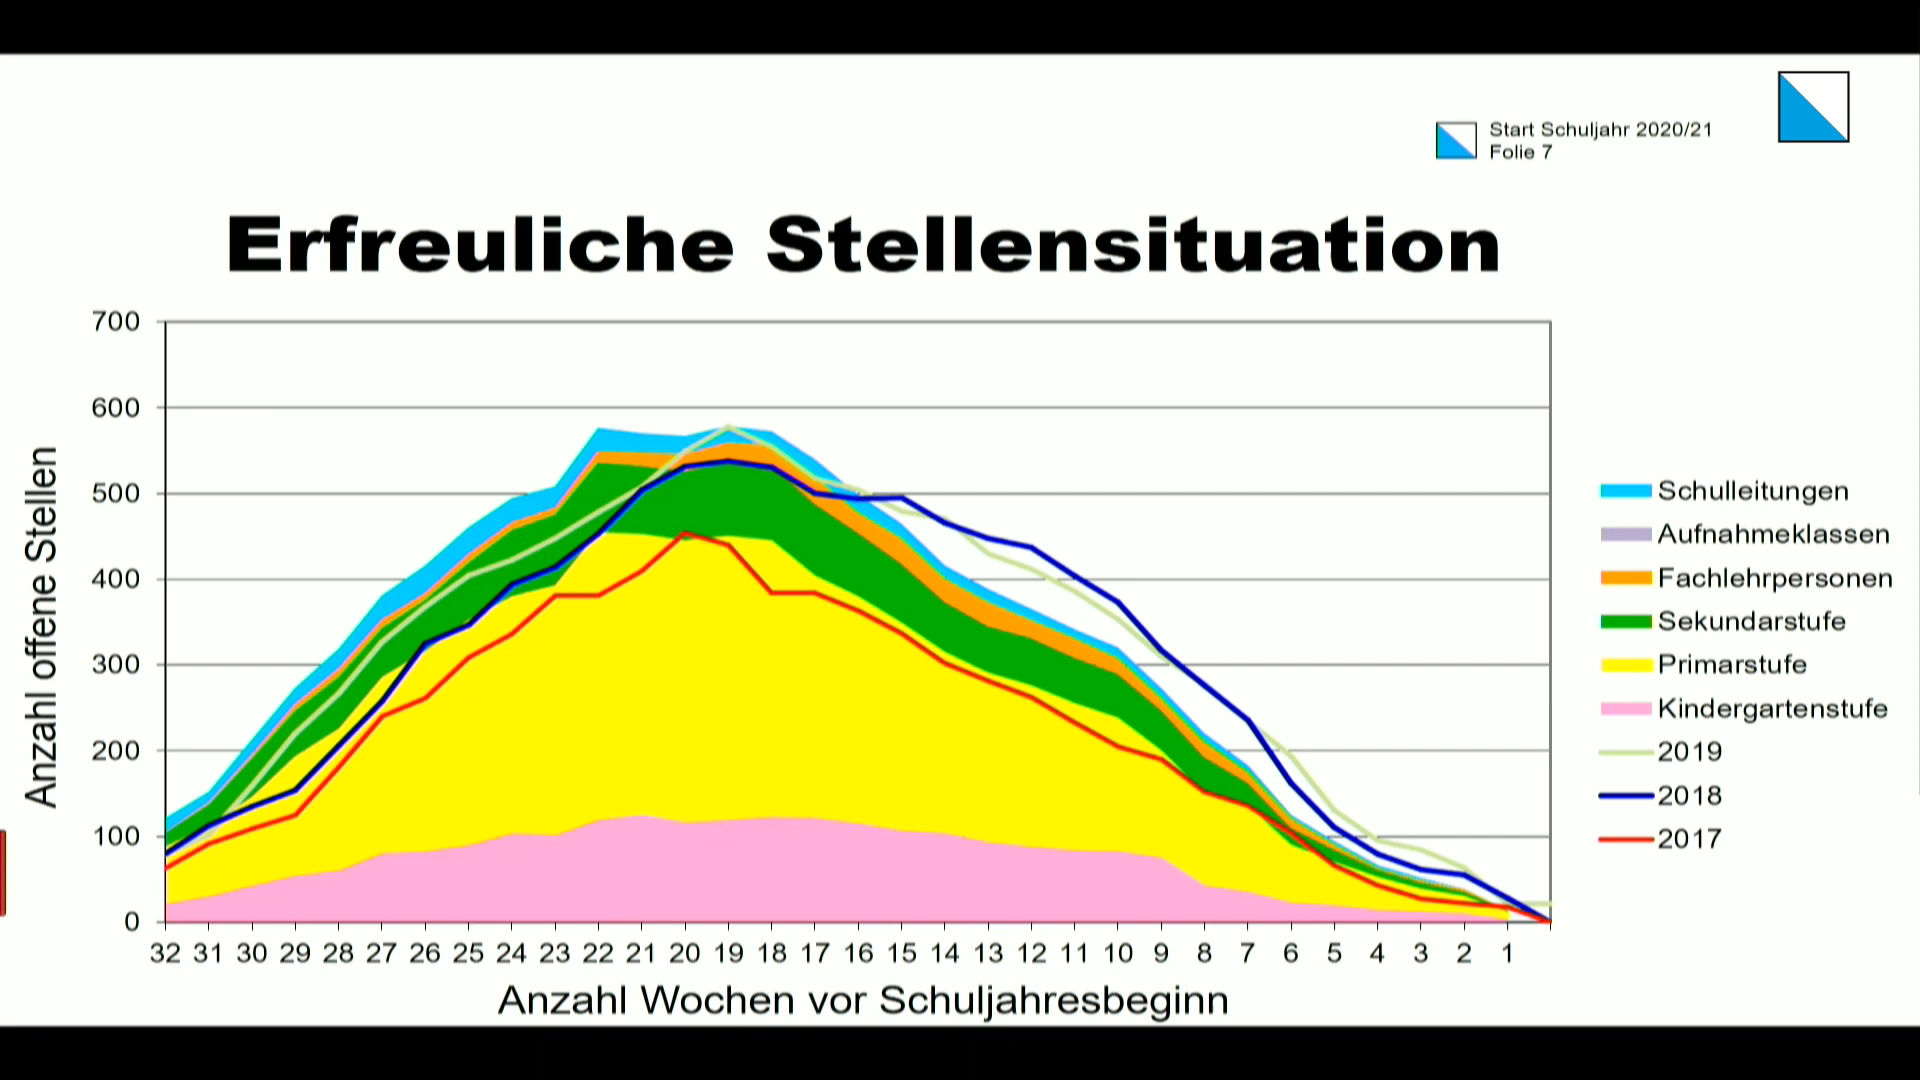 Start Schuljahr 2020/21
Folie 7
Erfreuliche Stellensituation
Anzahl offene Stellen
700
600
500
400
300
200
100
0
32 31 30 29 28 27 26 25 24 23 22 21 20 19 18 17 16 15 14 13 12 11 10 9 8 7 6 5 4 3 2 1
Anzahl Wochen vor Schuljahresbeginn
Schulleitungen
Aufnahmeklassen
Fachlehrpersonen
Sekundarstufe
Primarstufe
Kindergartenstufe
2019
2018
2017